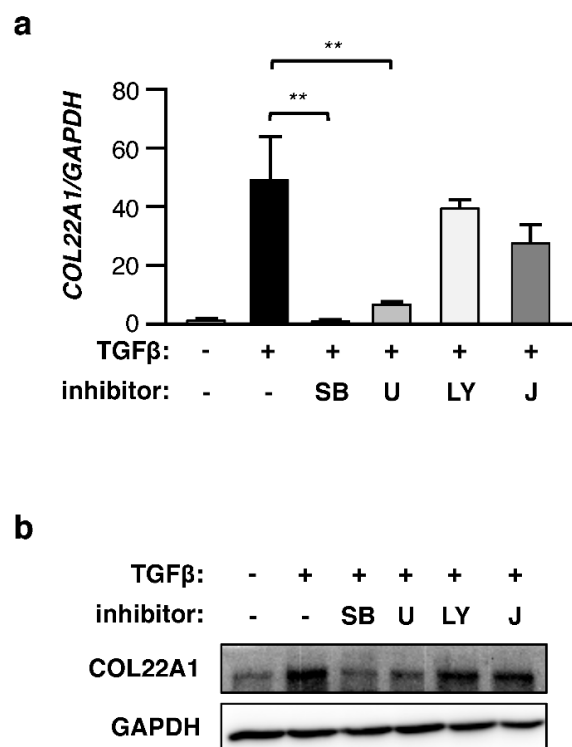 a
**
**
COL22A1/GAPDH
80
60
40
20
0
TGFβ: - + + + + +
inhibitor: - - SB U LY J
b
TGFβ: - + + + + +
inhibitor: - - SB U LY J
COL22A1
GAPDH